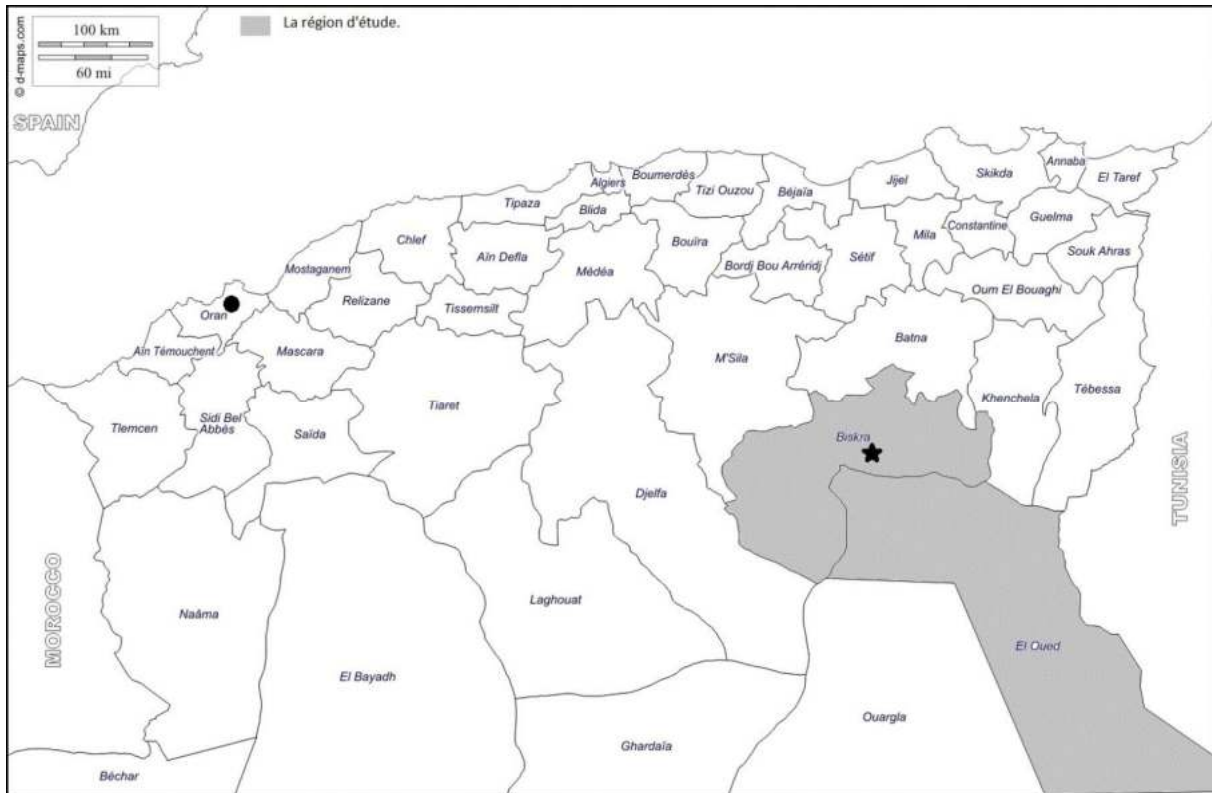 100 km
60 mi
© d-maps.com
La région d'étude.
SPAIN
Annaba
Skikda
El Taref
Boumerdès
Algiers
Tizi Ouzou
Béjaïa
Jijel
Tipaza
Blida
Guelma
Constantine
Mila
Chlef
Bouïra
Souk Ahras
Aïn Defla
Bordj Bou Arréridj
Sétif
Mostaganem
Médéa
Oum El Bouaghi
Relizane
Tissemsilt
Oran
Batna
Aïn Témouchent
Mascara
M'Sila
Tébessa
Khenchela
Tiaret
Tlemcen
Sidi Bel
Abbès
Saïda
Biskra
Djelfa
TUNISIA
Laghouat
MOROCCO
Naâma
El Oued
El Bayadh
Ouargla
Ghardaïa
Béchar